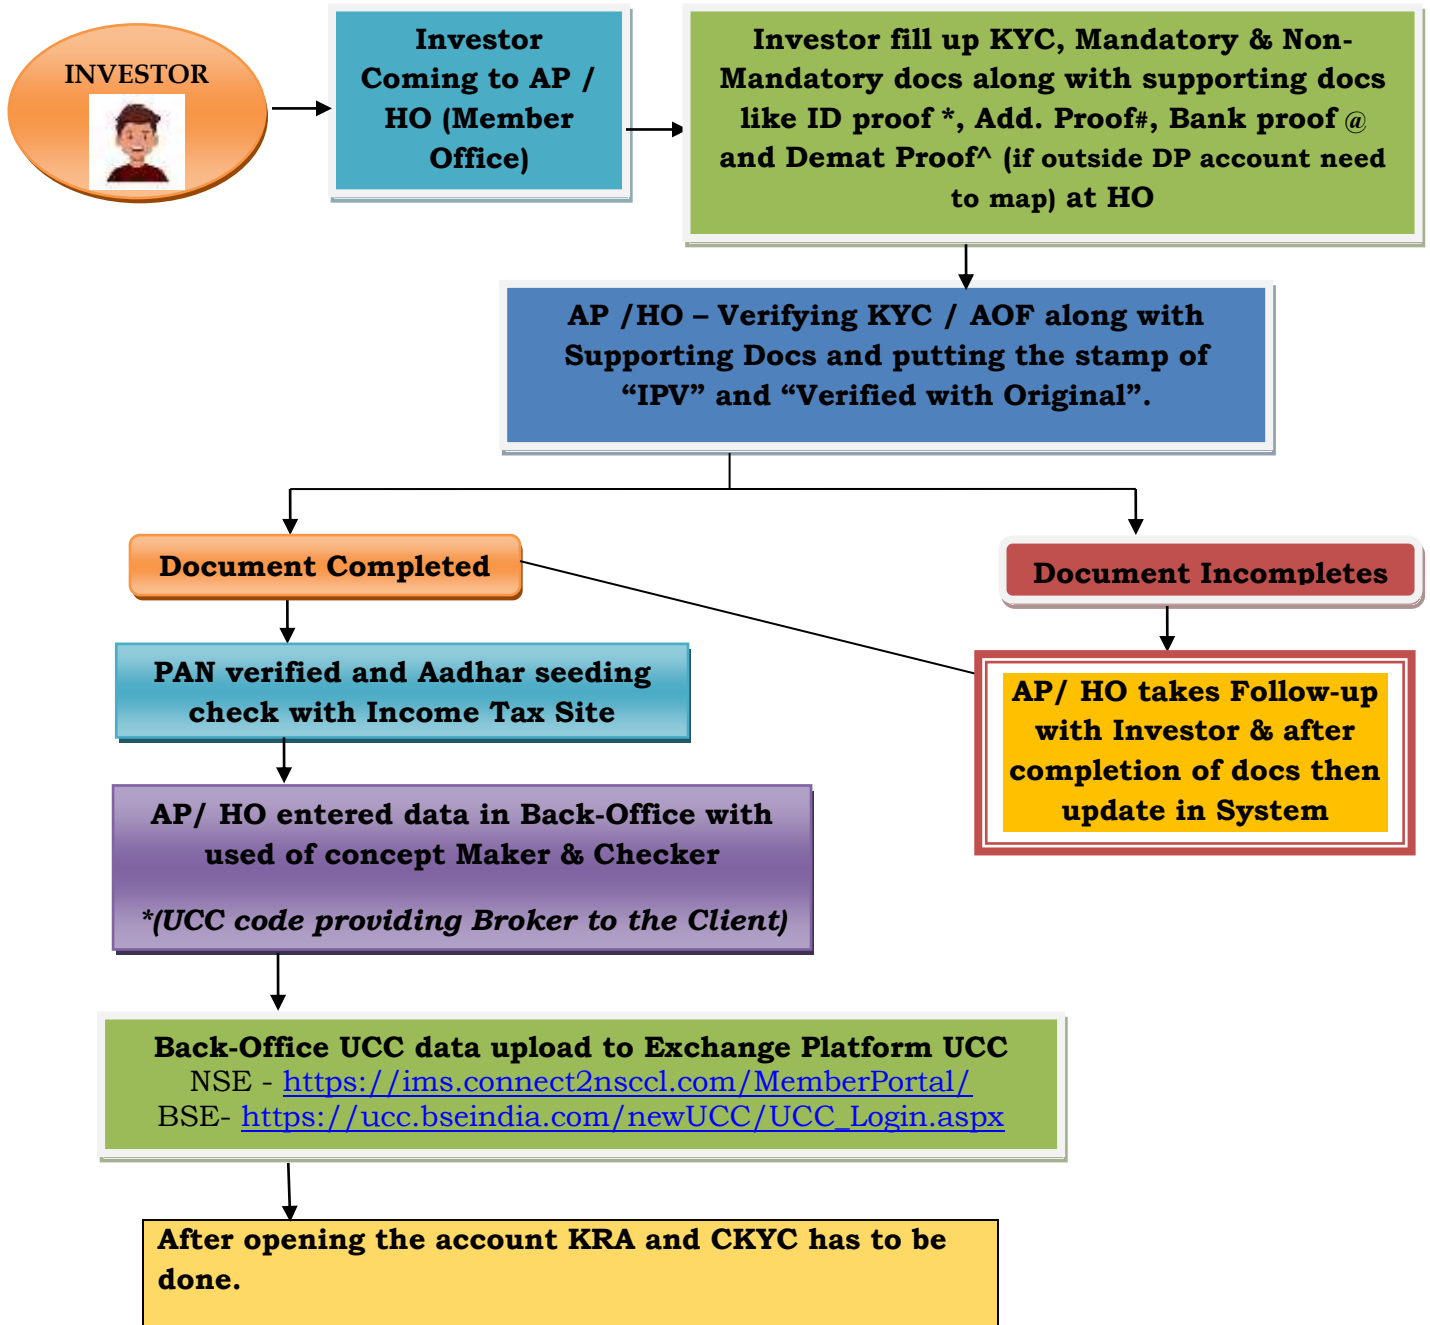 INVESTOR
Investor
Coming to AP /
HO (Member
Office)
Investor fill up KYC, Mandatory & Non-
Mandatory docs along with supporting docs
like ID proof *, Add. Proof#, Bank proof @
and Demat Proof^ (if outside DP account need
to map) at HO
AP /HO – Verifying KYC / AOF along with
Supporting Docs and putting the stamp of
“IPV” and “Verified with Original”.
Document Completed
Document Incompletes
PAN verified and Aadhar seeding
check with Income Tax Site
AP/ HO takes Follow-up
with Investor & after
completion of docs then
update in System
AP/ HO entered data in Back-Office with
used of concept Maker & Checker
*(UCC code providing Broker to the Client)
Back-Office UCC data upload to Exchange Platform UCC
NSE - https://ims.connect2nsccl.com/MemberPortal/
BSE- https://ucc.bseindia.com/newUCC/UCC_Login.aspx
After opening the account KRA and CKYC has to be
done.